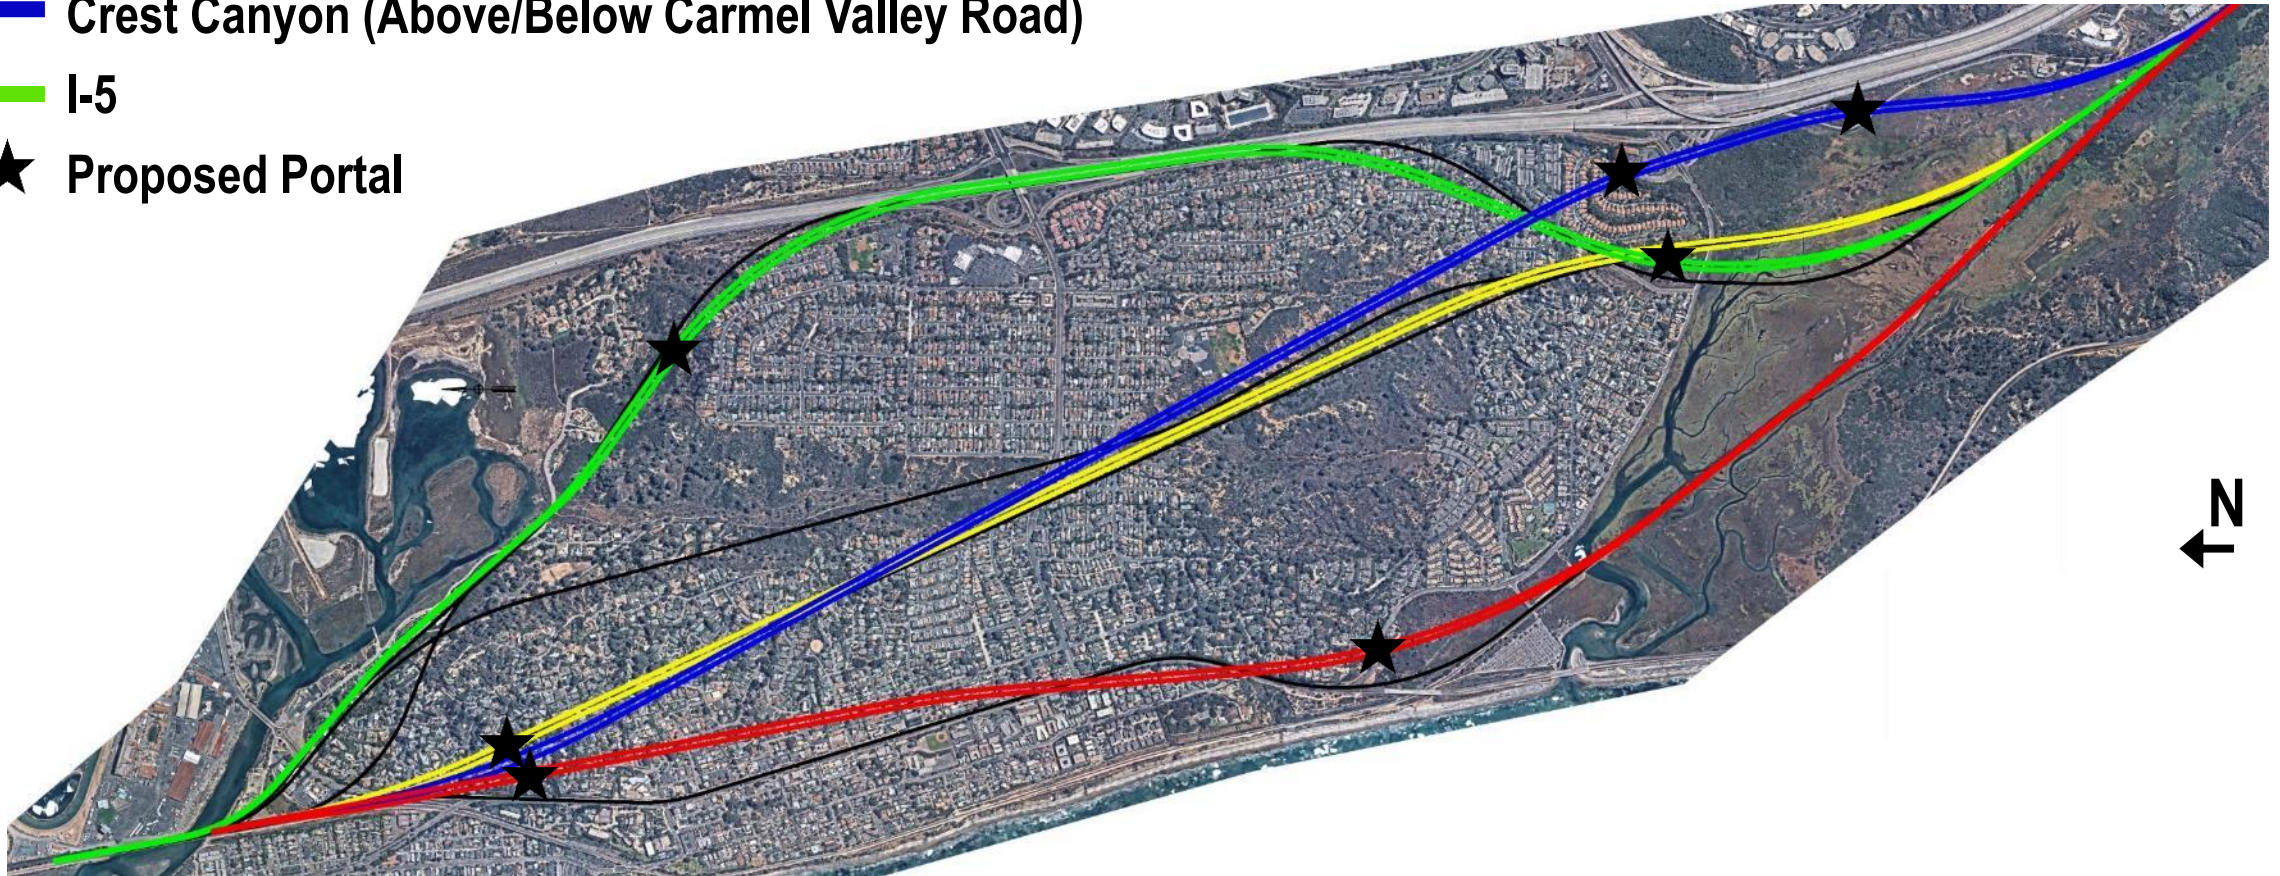 Crest Canyon (Above/Below Carmel Valley Road)
I-5
Proposed Portal
N